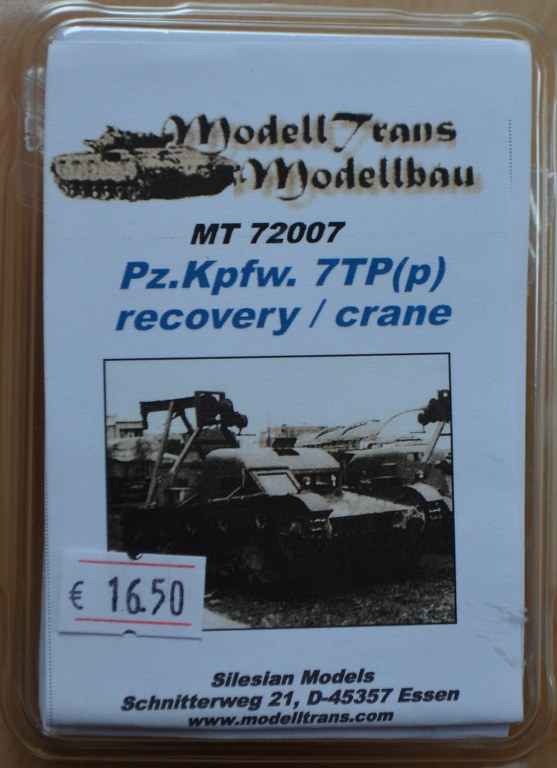 ModellTrans
Modellbau
MT 72007
Pz.Kpfw. 7TP(p)
recovery / crane
€ 16.50
Silesian Models
Schnitterweg 21, D-45357 Essen
www.modelltrans.com